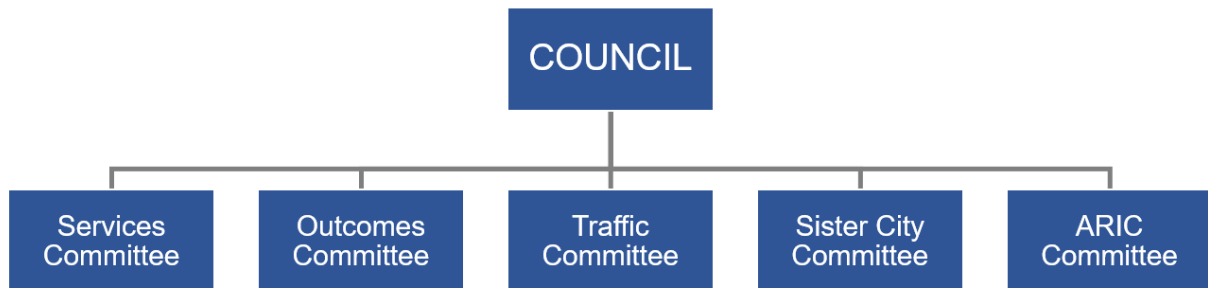 COUNCIL
Services
Committee
Outcomes
Committee
Traffic
Committee
Sister City
Committee
ARIC
Committee